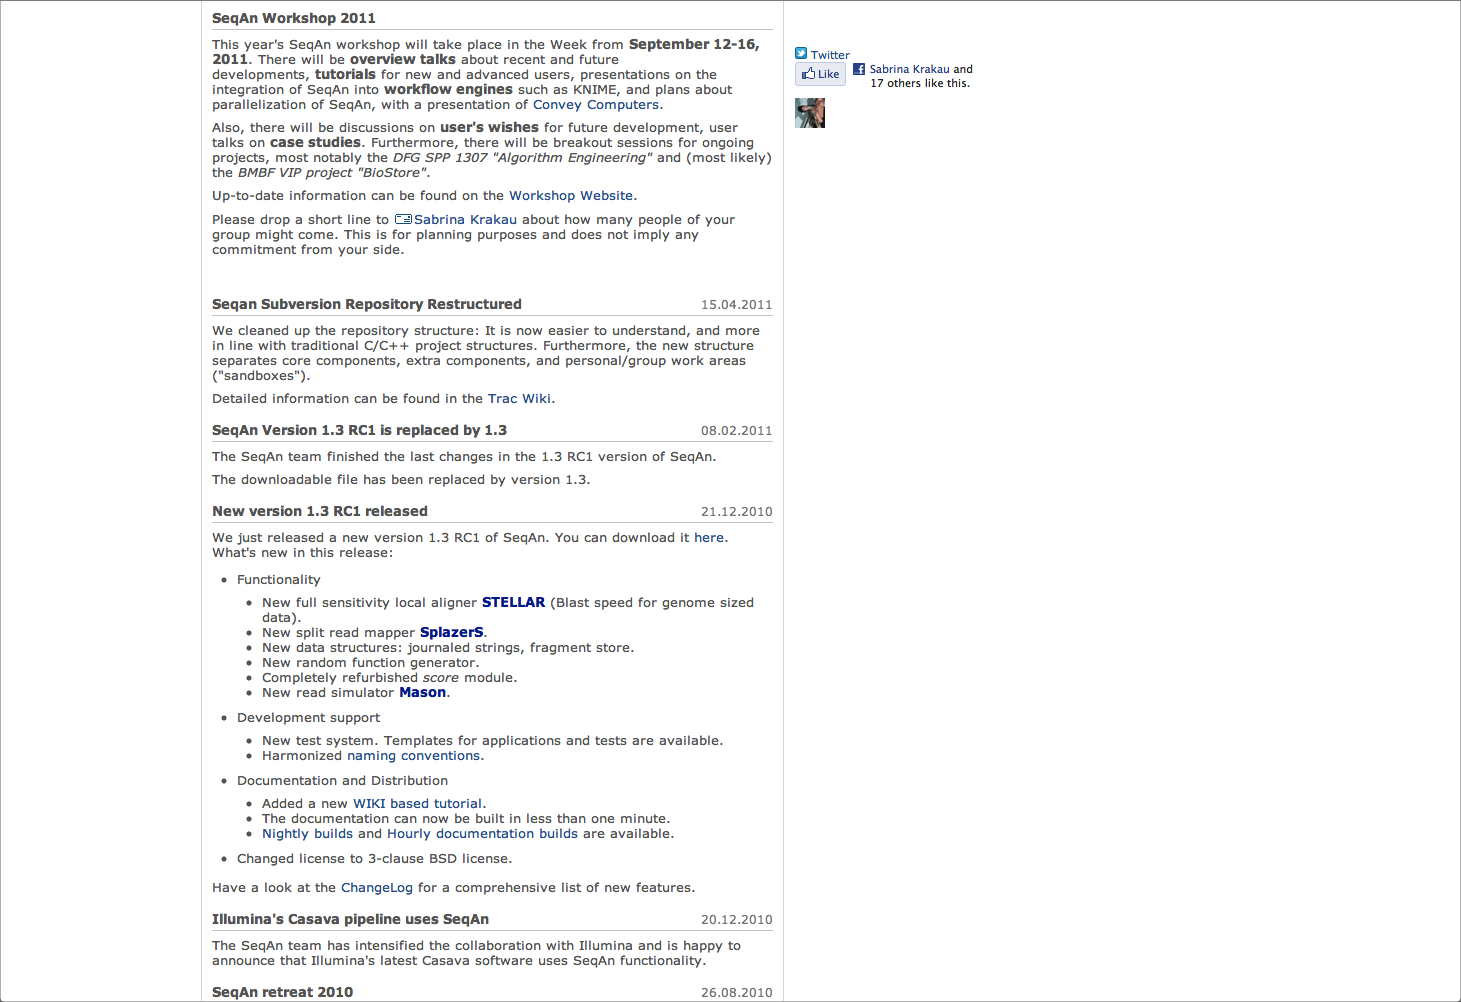 SeqAn Workshop 2011
This year's SeqAn workshop will take place in the Week from September 12-16,
2011. There will be overview talks about recent and future
developments, tutorials for new and advanced users, presentations on the
integration of SeqAn into workflow engines such as KNIME, and plans about
parallelization of SeqAn, with a presentation of Convey Computers.
Also, there will be discussions on user's wishes for future development, user
talks on case studies. Furthermore, there will be breakout sessions for ongoing
projects, most notably the DFG SPP 1307 "Algorithm Engineering" and (most likely)
the BMBF VIP project "BioStore".
Up-to-date information can be found on the Workshop Website.
Please drop a short line to Sabrina Krakau about how many people of your
group might come. This is for planning purposes and does not imply any
commitment from your side.
Seqan Subversion Repository Restructured 15.04.2011
We cleaned up the repository structure: It is now easier to understand, and more
in line with traditional C/C++ project structures. Furthermore, the new structure
separates core components, extra components, and personal/group work areas
("sandboxes").
Detailed information can be found in the Trac Wiki.
SeqAn Version 1.3 RC1 is replaced by 1.3 08.02.2011
The SeqAn team finished the last changes in the 1.3 RC1 version of SeqAn.
The downloadable file has been replaced by version 1.3.
New version 1.3 RC1 released 21.12.2010
We just released a new version 1.3 RC1 of SeqAn. You can download it here.
What's new in this release:
• Functionality
• New full sensitivity local aligner STELLAR (Blast speed for genome sized
data).
• New split read mapper SplazerS.
• New data structures: journaled strings, fragment store.
• New random function generator.
• Completely refurbished score module.
• New read simulator Mason.
• Development support
• New test system. Templates for applications and tests are available.
• Harmonized naming conventions.
• Documentation and Distribution
• Added a new WIKI based tutorial.
• The documentation can now be built in less than one minute.
• Nightly builds and Hourly documentation builds are available.
• Changed license to 3-clause BSD license.
Have a look at the ChangeLog for a comprehensive list of new features.
Illumina's Casava pipeline uses SeqAn 20.12.2010
The SeqAn team has intensified the collaboration with Illumina and is happy to
announce that Illumina's latest Casava software uses SeqAn functionality.
SeqAn retreat 2010 26.08.2010
Twitter
Like Sabrina Krakau and
17 others like this.